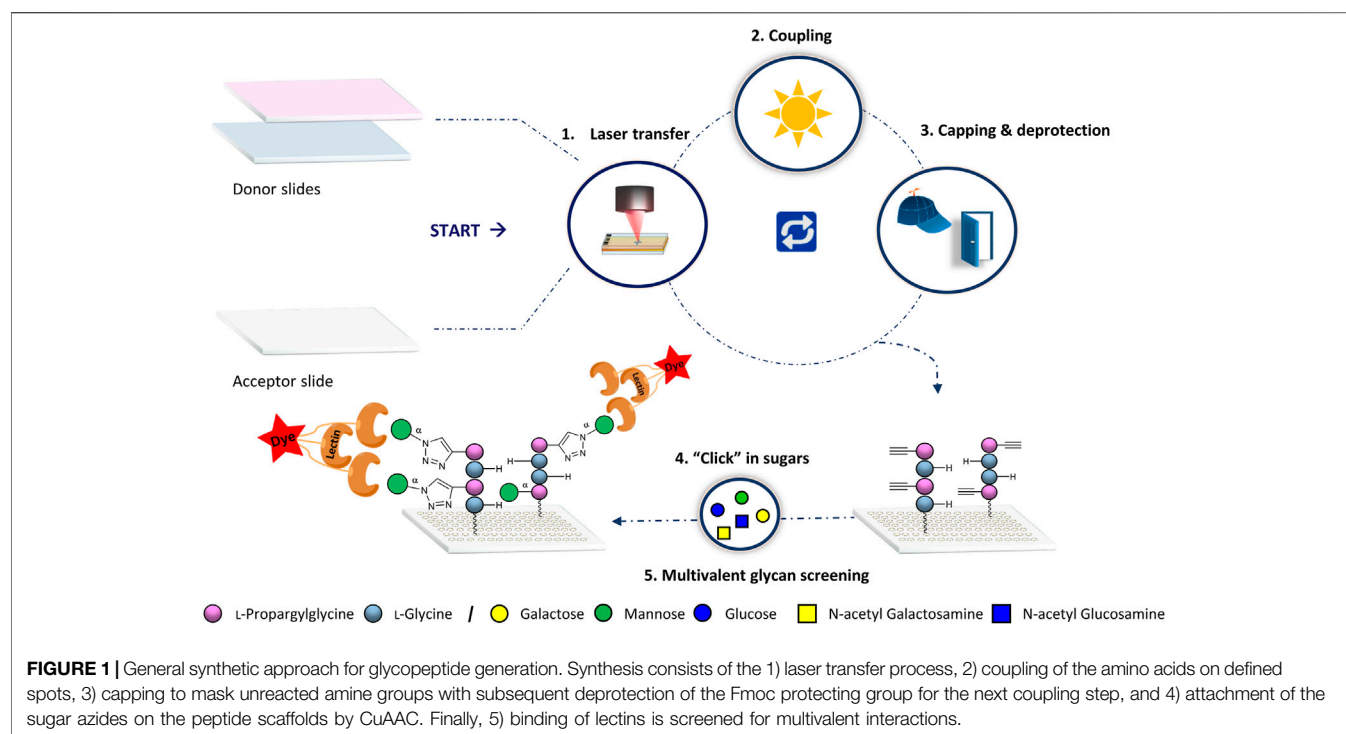 2. Coupling
1. Laser transfer
3. Capping & deprotection
Donor slides
START →
Acceptor slide
Dye
Lectin
α
N
N=N
α
N
N=N
H
H
Dye
Lectin
α
N
N=N
H
H
α
4. “Click” in sugars
H
H
H
H
5. Multivalent glycan screening
L-Propargylglycine L-Glycine / Galactose Mannose Glucose N-acetyl Galactosamine N-acetyl Glucosamine
FIGURE 1 | General synthetic approach for glycopeptide generation. Synthesis consists of the 1) laser transfer process, 2) coupling of the amino acids on defined
spots, 3) capping to mask unreacted amine groups with subsequent deprotection of the Fmoc protecting group for the next coupling step, and 4) attachment of the
sugar azides on the peptide scaffolds by CuAAC. Finally, 5) binding of lectins is screened for multivalent interactions.